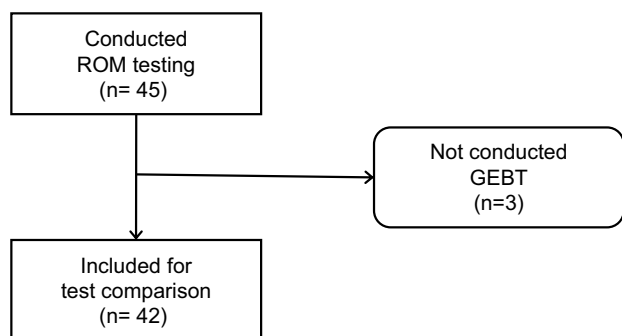 Conducted
ROM testing
(n= 45)
Not conducted
GEBT
(n=3)
Included for
test comparison
(n= 42)